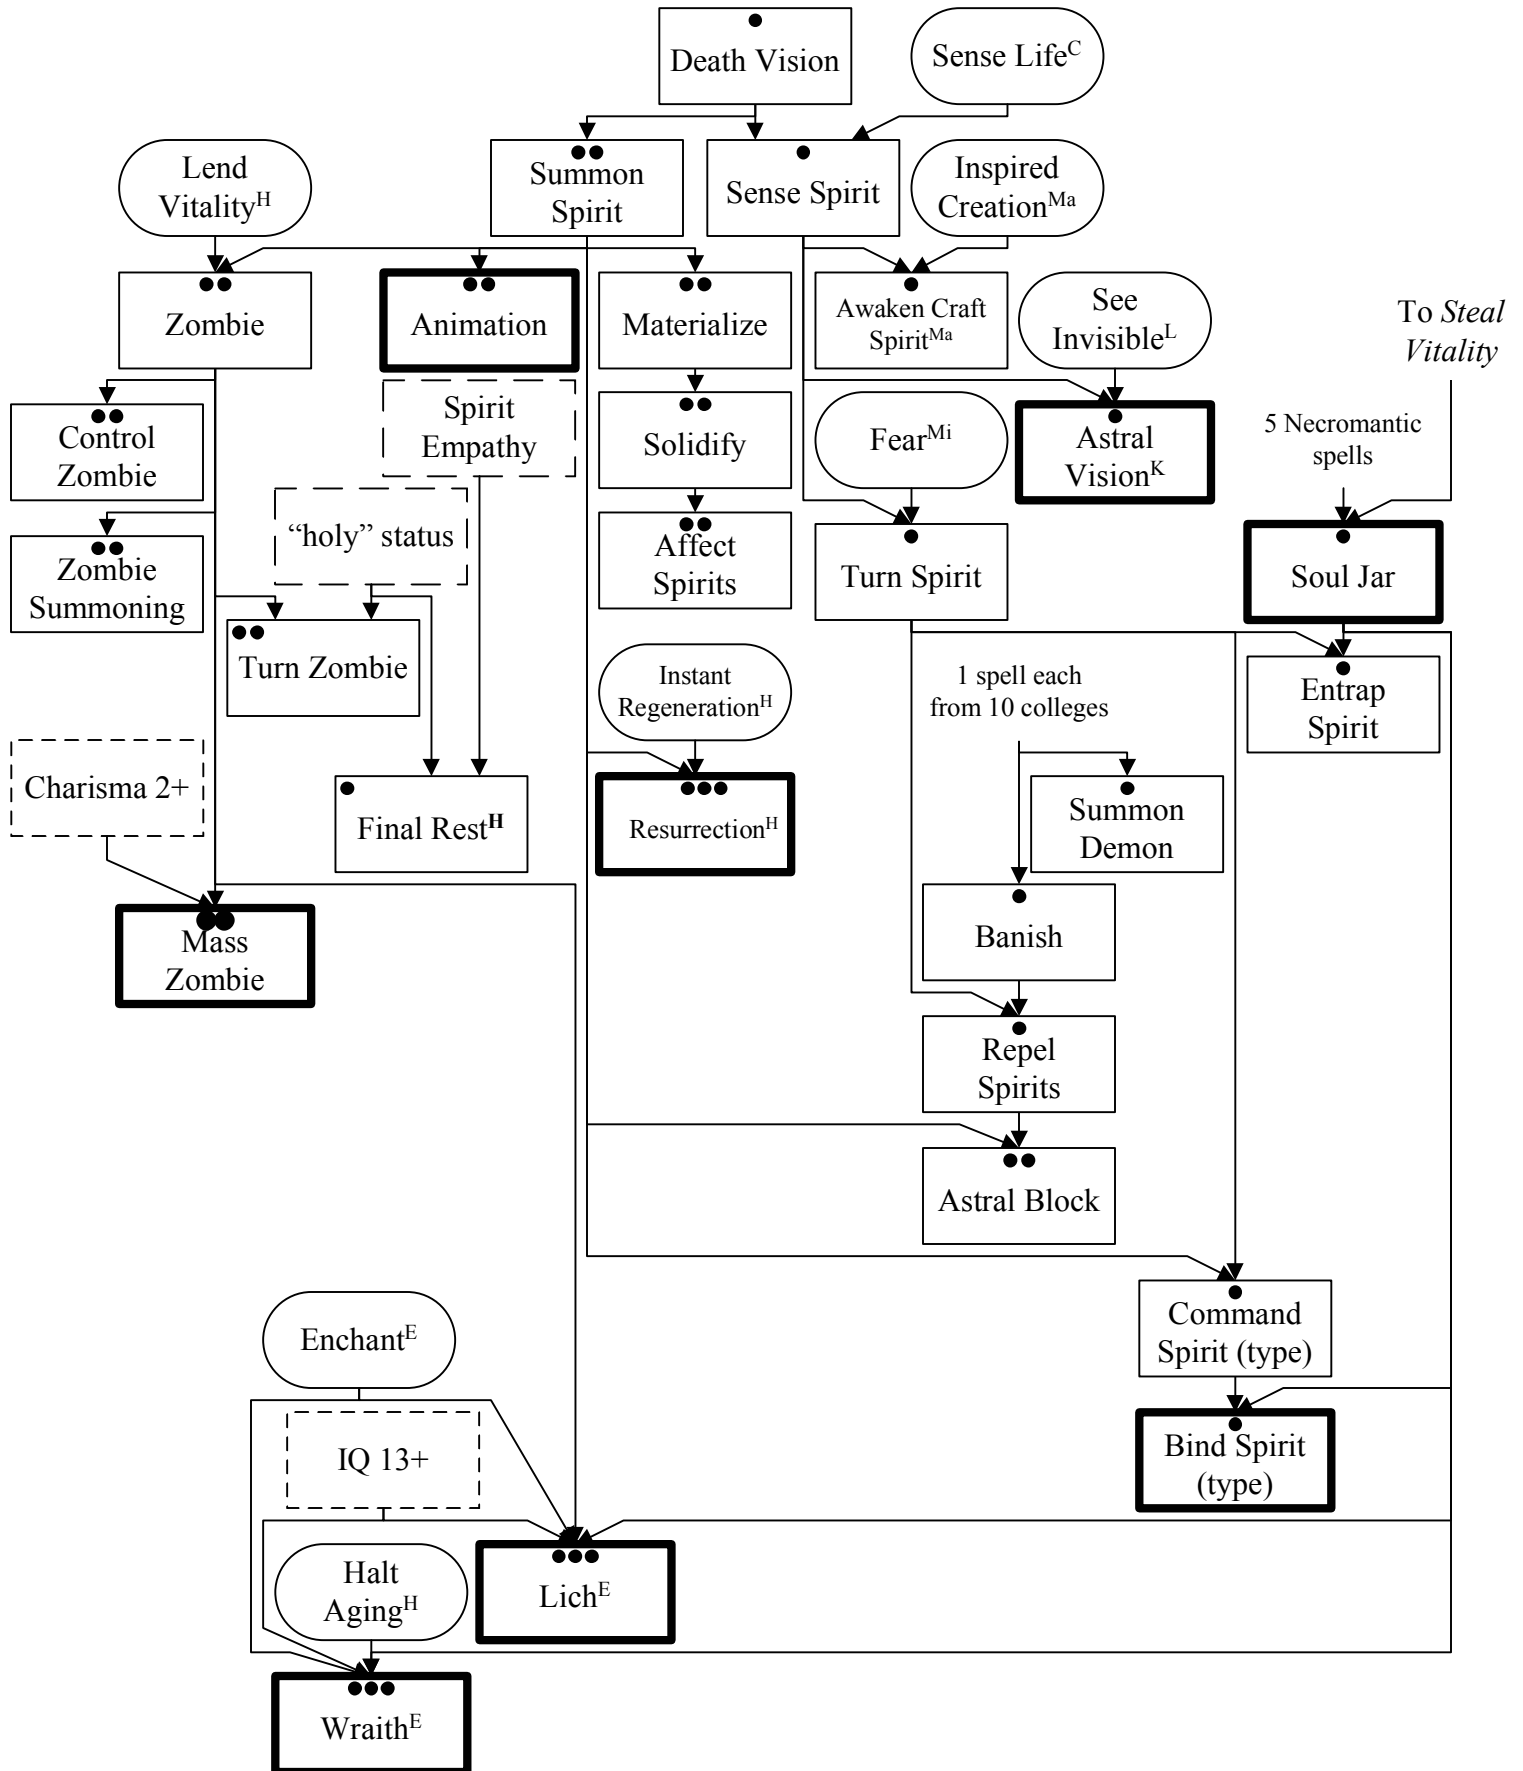 Death Vision
Sense Life^C
Lend
Vitality^H
Summon
Spirit
Sense Spirit
Inspired
Creation^Ma
Zombie
Animation
Materialize
Awaken Craft
Spirit^Ma
See
Invisible^L
To Steal
Vitality
Control
Zombie
Spirit
Empathy
Solidify
Fear^Mi
Astral
Vision^K
5 Necromantic
spells
Zombie
Summoning
“holy” status
Affect
Spirits
Turn Spirit
Soul Jar
Turn Zombie
Instant
Regeneration^H
1 spell each
from 10 colleges
Entrap
Spirit
Charisma 2+
Final Rest^H
Resurrection^H
Summon
Demon
Mass
Zombie
Banish
Repel
Spirits
Astral Block
Enchant^E
Command
Spirit (type)
IQ 13+
Bind Spirit
(type)
Halt
Aging^H
Lich^E
Wraith^E